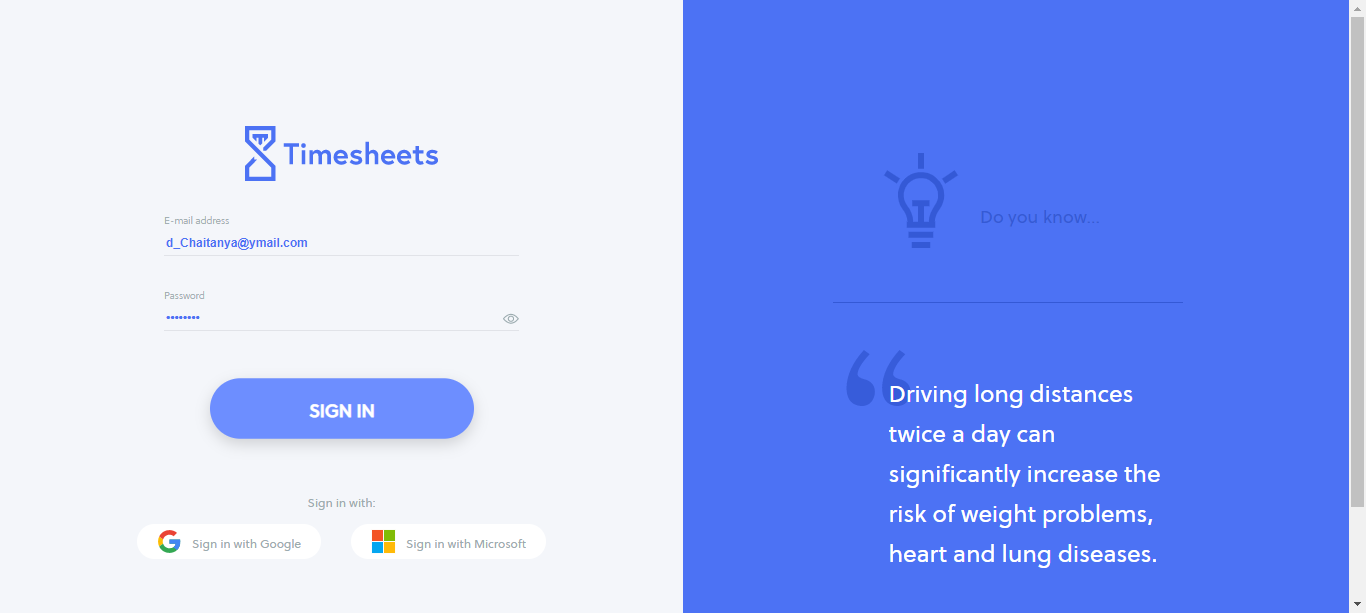 Timesheets
E-mail address
d_Chaitanya@ymail.com
Password
••••••••
SIGN IN
Sign in with:
Sign in with Google
Sign in with Microsoft
Do you know...
“
Driving long distances
twice a day can
significantly increase the
risk of weight problems,
heart and lung diseases.